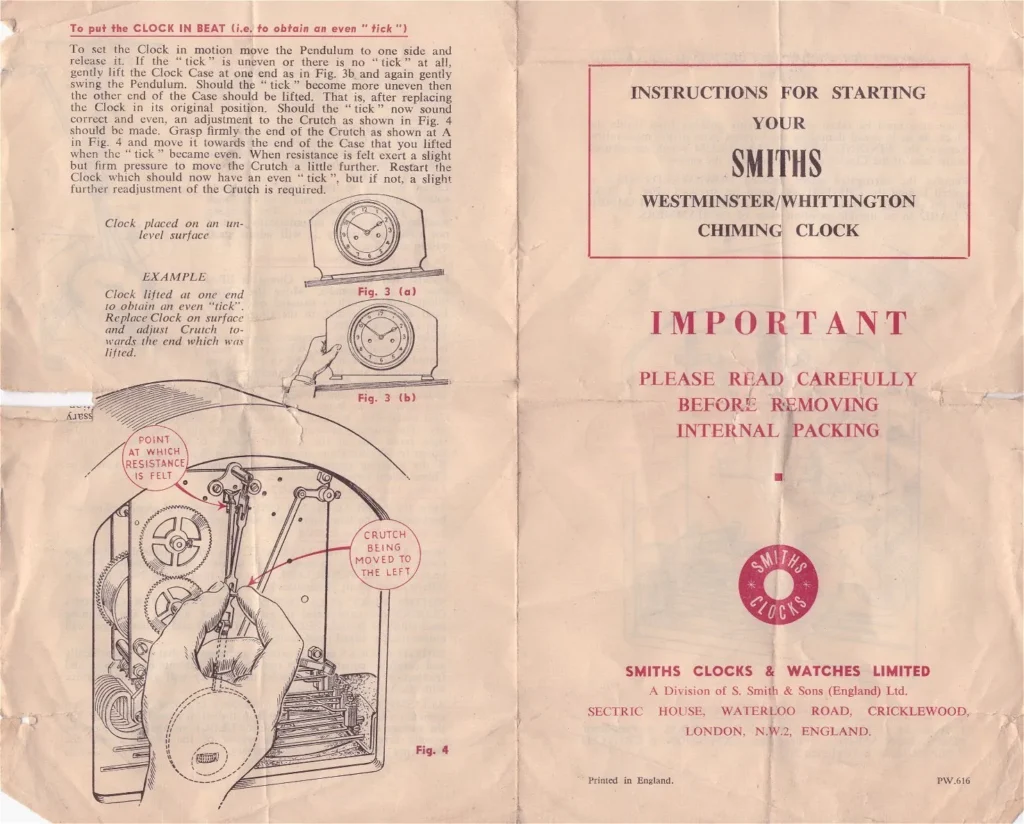 To put the CLOCK IN BEAT (i.e. to obtain an even "tick")
To set the Clock in motion move the Pendulum to one side and
release it. If the "tick" is uneven or there is no "tick" at all,
gently lift the Clock Case at one end as in Fig. 3b and again gently
swing the Pendulum. Should the "tick" become more uneven then
the other end of the Case should be lifted. That is, after replacing
the Clock in its original position. Should the "tick" now sound
correct and even, an adjustment to the Crutch as shown in Fig. 4
should be made. Grasp firmly the end of the Crutch as shown at A
in Fig. 4 and move it towards the end of the Case that you lifted
when the "tick" became even. When resistance is felt exert a slight
but firm pressure to move the Crutch a little further. Restart the
Clock which should now have an even "tick", but if not, a slight
further readjustment of the Crutch is required.
Clock placed on an un-
level surface
Fig. 3 (a)
EXAMPLE
Clock lifted at one end
to obtain an even "tick".
Replace Clock on surface
and adjust Crutch to-
wards the end which was
lifted.
Fig. 3 (b)
ssary
POINT
AT WHICH
RESISTANCE
IS FELT
CRUTCH
BEING
MOVED TO
THE LEFT
Fig. 4
INSTRUCTIONS FOR STARTING
YOUR
SMITHS
WESTMINSTER/WHITTINGTON
CHIMING CLOCK
IMPORTANT
PLEASE READ CAREFULLY
BEFORE REMOVING
INTERNAL PACKING
SMITHS
CLOCKS
SMITHS CLOCKS & WATCHES LIMITED
A Division of S. Smith & Sons (England) Ltd.
SECTRIC HOUSE, WATERLOO ROAD, CRICKLEWOOD,
LONDON, N.W.2, ENGLAND.
Printed in England.
PW.616